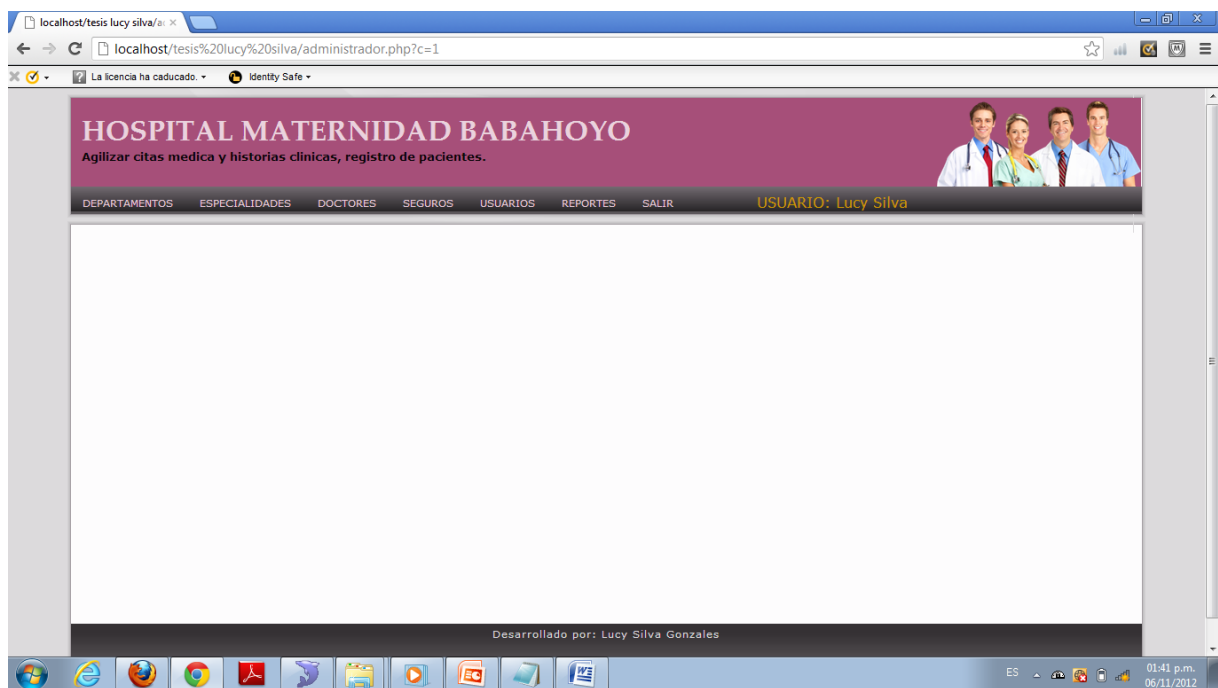 localhost/tesis lucy silva/a
localhost/tesis%20lucy%20silva/administrador.php?c=1
La licencia ha caducado.
Identity Safe
HOSPITAL MATERNIDAD BABAHOYO
Agilizar citas medica y historias clinicas, registro de pacientes.
DEPARTAMENTOS ESPECIALIDADES DOCTORES SEGUROS USUARIOS REPORTES SALIR USUARIO: Lucy Silva
Desarrollado por: Lucy Silva Gonzales
ES
01:41 p.m.
06/11/2012